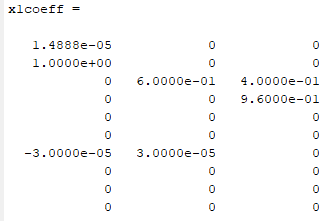 xlcoeff =
1.4888e-05 0 0
1.0000e+00 0 0
0 6.0000e-01 4.0000e-01
0 0 9.6000e-01
0 0 0
0 0 0
-3.0000e-05 3.0000e-05 0
0 0 0
0 0 0
0 0 0